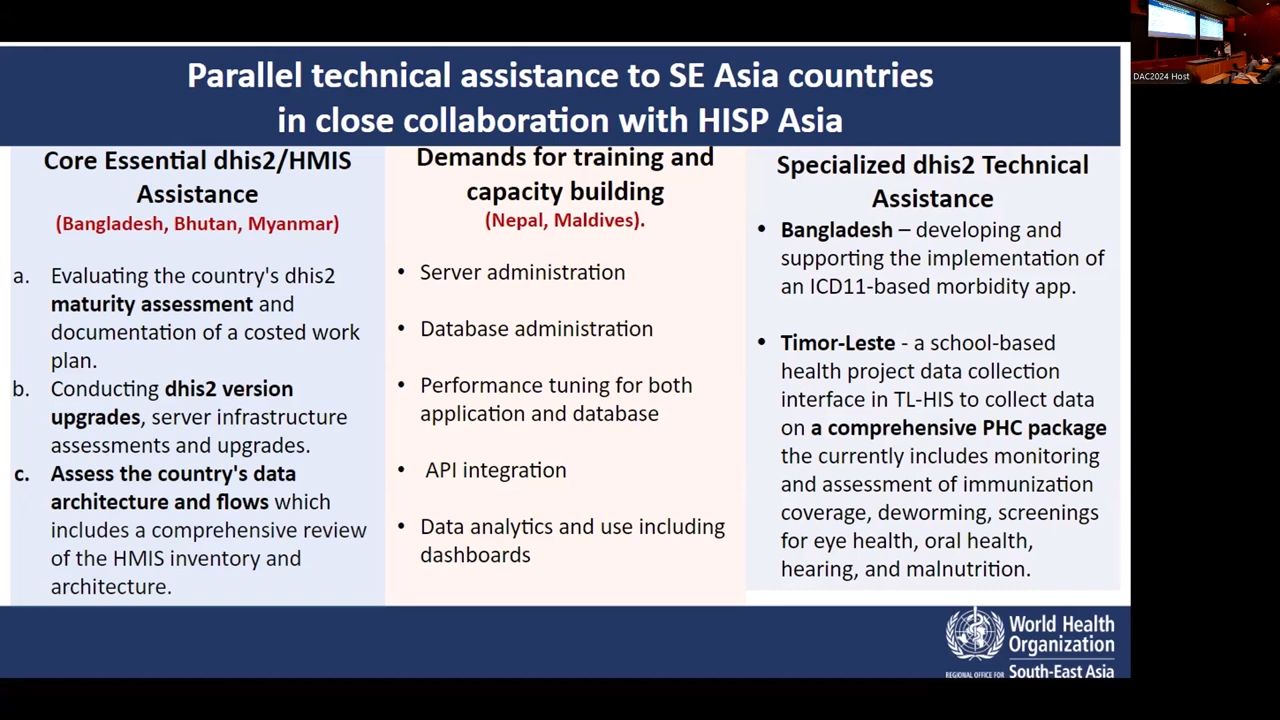 Parallel technical assistance to SE Asia countries
in close collaboration with HISP Asia
Core Essential dhis2/HMIS
Assistance
(Bangladesh, Bhutan, Myanmar)
a. Evaluating the country's dhis2
maturity assessment and
documentation of a costed work
plan.
b. Conducting dhis2 version
upgrades, server infrastructure
assessments and upgrades.
c. Assess the country's data
architecture and flows which
includes a comprehensive review
of the HMIS inventory and
architecture.
Demands for training and
capacity building
(Nepal, Maldives).
• Server administration
• Database administration
• Performance tuning for both
application and database
• API integration
• Data analytics and use including
dashboards
Specialized dhis2 Technical
Assistance
• Bangladesh – developing and
supporting the implementation of
an ICD11-based morbidity app.
• Timor-Leste - a school-based
health project data collection
interface in TL-HIS to collect data
on a comprehensive PHC package
the currently includes monitoring
and assessment of immunization
coverage, deworming, screenings
for eye health, oral health,
hearing, and malnutrition.
World Health
Organization
REGIONAL OFFICE FOR South-East Asia
DAC2024 Host